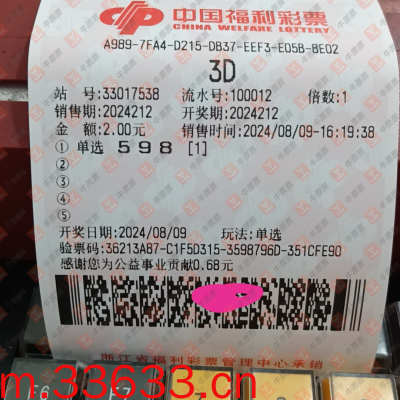 中国福利彩票
CHINA WELFARE LOTTERY
A989-7FA4-D215-DB37-EEF3-E05B-8E02
3D
站 号:33017538 流水号:100012 倍数:1
销售期:2024212 开奖期:2024212
金 额:2.00元 销售时间:2024/08/09-16:19:38
① 单选 598 [1]
②
③
④
⑤
开奖日期:2024/08/09 玩法:单选
验票码:36213A87-C1F5D315-3598796D-351CFE90
感谢您为公益事业贡献0.68元
浙江省福利彩票管理中心承销
m.33633.cn